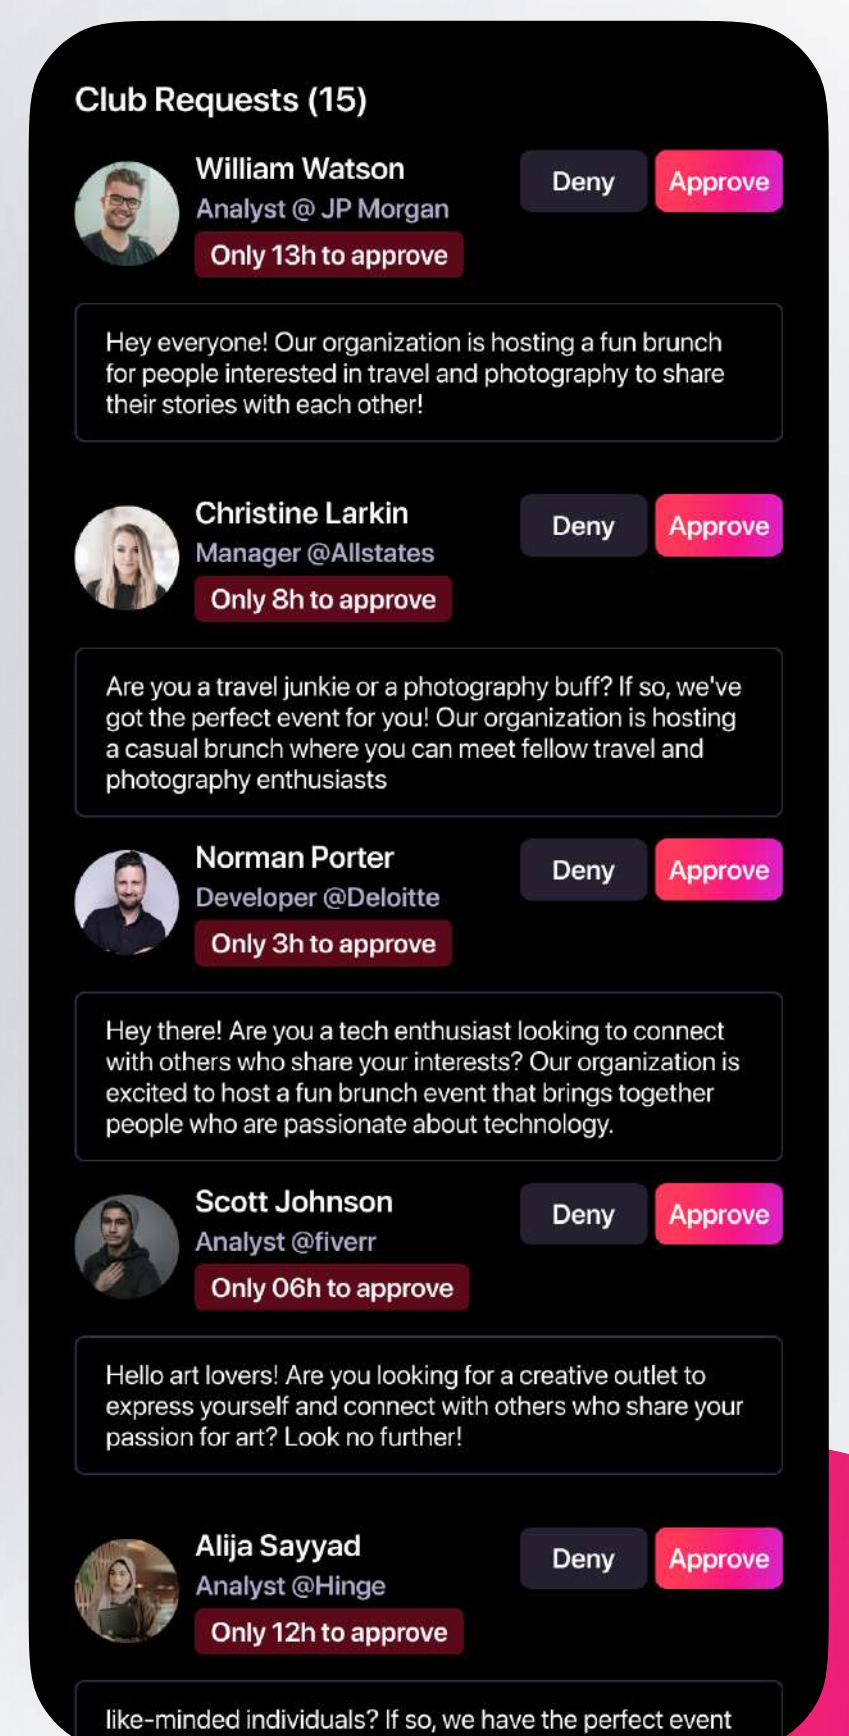 Club Requests (15)
William Watson
Deny
Approve
Analyst @ JP Morgan
Only 13h to approve
Hey everyone! Our organization is hosting a fun brunch
for people interested in travel and photography to share
their stories with each other!
Christine Larkin
Deny
Approve
Manager @Allstates
Only 8h to approve
Are you a travel junkie or a photography buff? If so, we've
got the perfect event for you! Our organization is hosting
a casual brunch where you can meet fellow travel and
photography enthusiasts
Norman Porter
Deny
Approve
Developer @Deloitte
Only 3h to approve
Hey there! Are you a tech enthusiast looking to connect
with others who share your interests? Our organization is
excited to host a fun brunch event that brings together
people who are passionate about technology.
Scott Johnson
Deny
Approve
Analyst @fiverr
Only 06h to approve
Hello art lovers! Are you looking for a creative outlet to
express yourself and connect with others who share your
passion for art? Look no further!
Alija Sayyad
Deny
Approve
Analyst @Hinge
Only 12h to approve
like-minded individuals? If so, we have the perfect event